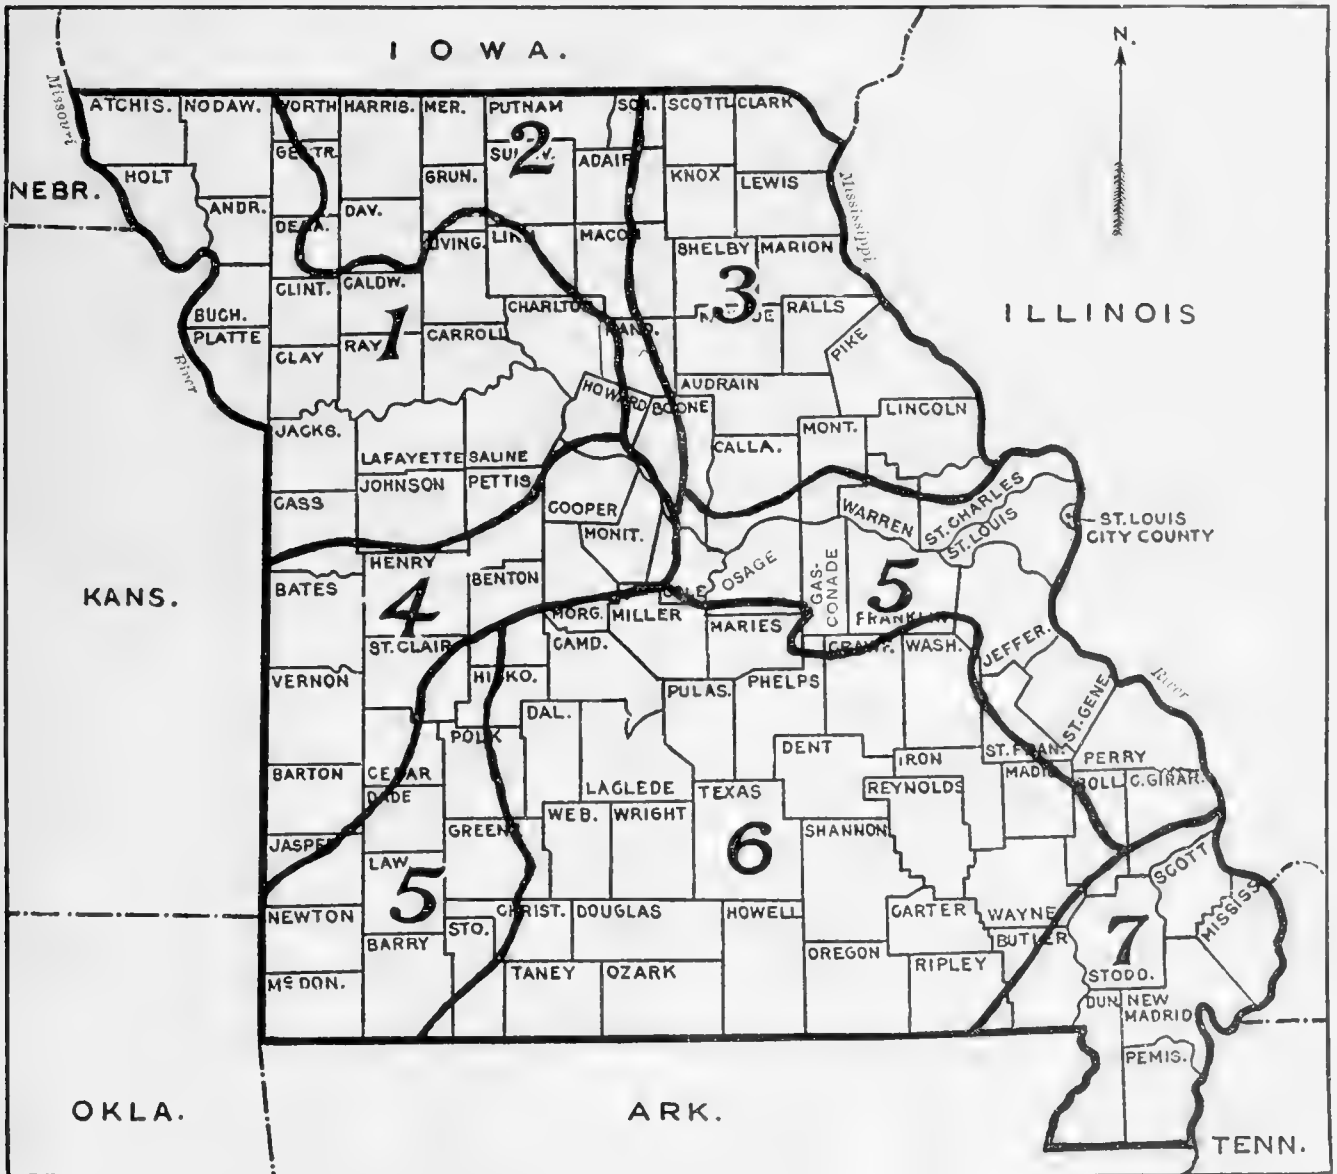 N.
IOWA.
Missouri
ATCHIS. NODAW. WORTH HARRIS. MER. PUTNAM SCH. SCOTL. CLARK
2
GENTR. SULLIV. ADAIR
NEBR. HOLT GRUN. KNOX LEWIS
Mississippi
ANDR. DAV.
DEKA. LIVING. LINN MACON SHELBY MARION
3
CLINT. CALDW.
ILLINOIS
BUCH. CHARITON RALLS
PLATTE 1 CARROLL RAND.
River CLAY RAY PIKE
AUDRAIN
HOWARD BOONE LINCOLN
JACKS. MONT.
CALLA.
LAFAYETTE SALINE
JOHNSON PETTIS
CASS ST. CHARLES
COOPER WARREN ST. LOUIS
ST. LOUIS
CITY COUNTY
MONIT.
HENRY
BENTON OSAGE GAS-
CONADE
KANS. BATES 4 COLE 5
MORG. MILLER FRANKLIN
MARIES
ST. CLAIR CAMD. CRAWF. WASH. JEFFER.
VERNON HICKO. PULAS. PHELPS
River
DAL. ST. GENE.
POLK DENT ST. FRAN.
IRON PERRY
BARTON CEDAR MADIS. BOLL. C. GIRAR.
DADE LACLEDE TEXAS REYNOLDS
WEB. WRIGHT
JASPER GREENE 6 SHANNON
LAW. SCOTT
5
NEWTON CHRIST. DOUGLAS HOWELL CARTER WAYNE MISSISS.
STO.
BARRY BUTLER 7
OREGON
TANEY OZARK RIPLEY
McDON. STODD.
DUN. NEW
MADRID
PEMIS.
OKLA. ARK.
TENN.